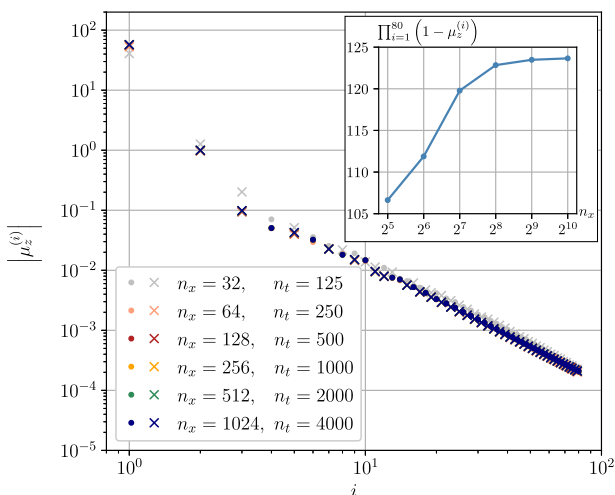 ∏_{i=1}^{80} (1 − μ_z^{(i)})
125
120
115
110
105
2^5 2^6 2^7 2^8 2^9 2^{10}
n_x
|μ_z^{(i)}|
10^2
10^1
10^0
10^{−1}
10^{−2}
10^{−3}
10^{−4}
10^{−5}
n_x = 32, n_t = 125
n_x = 64, n_t = 250
n_x = 128, n_t = 500
n_x = 256, n_t = 1000
n_x = 512, n_t = 2000
n_x = 1024, n_t = 4000
10^0 10^1 10^2
i